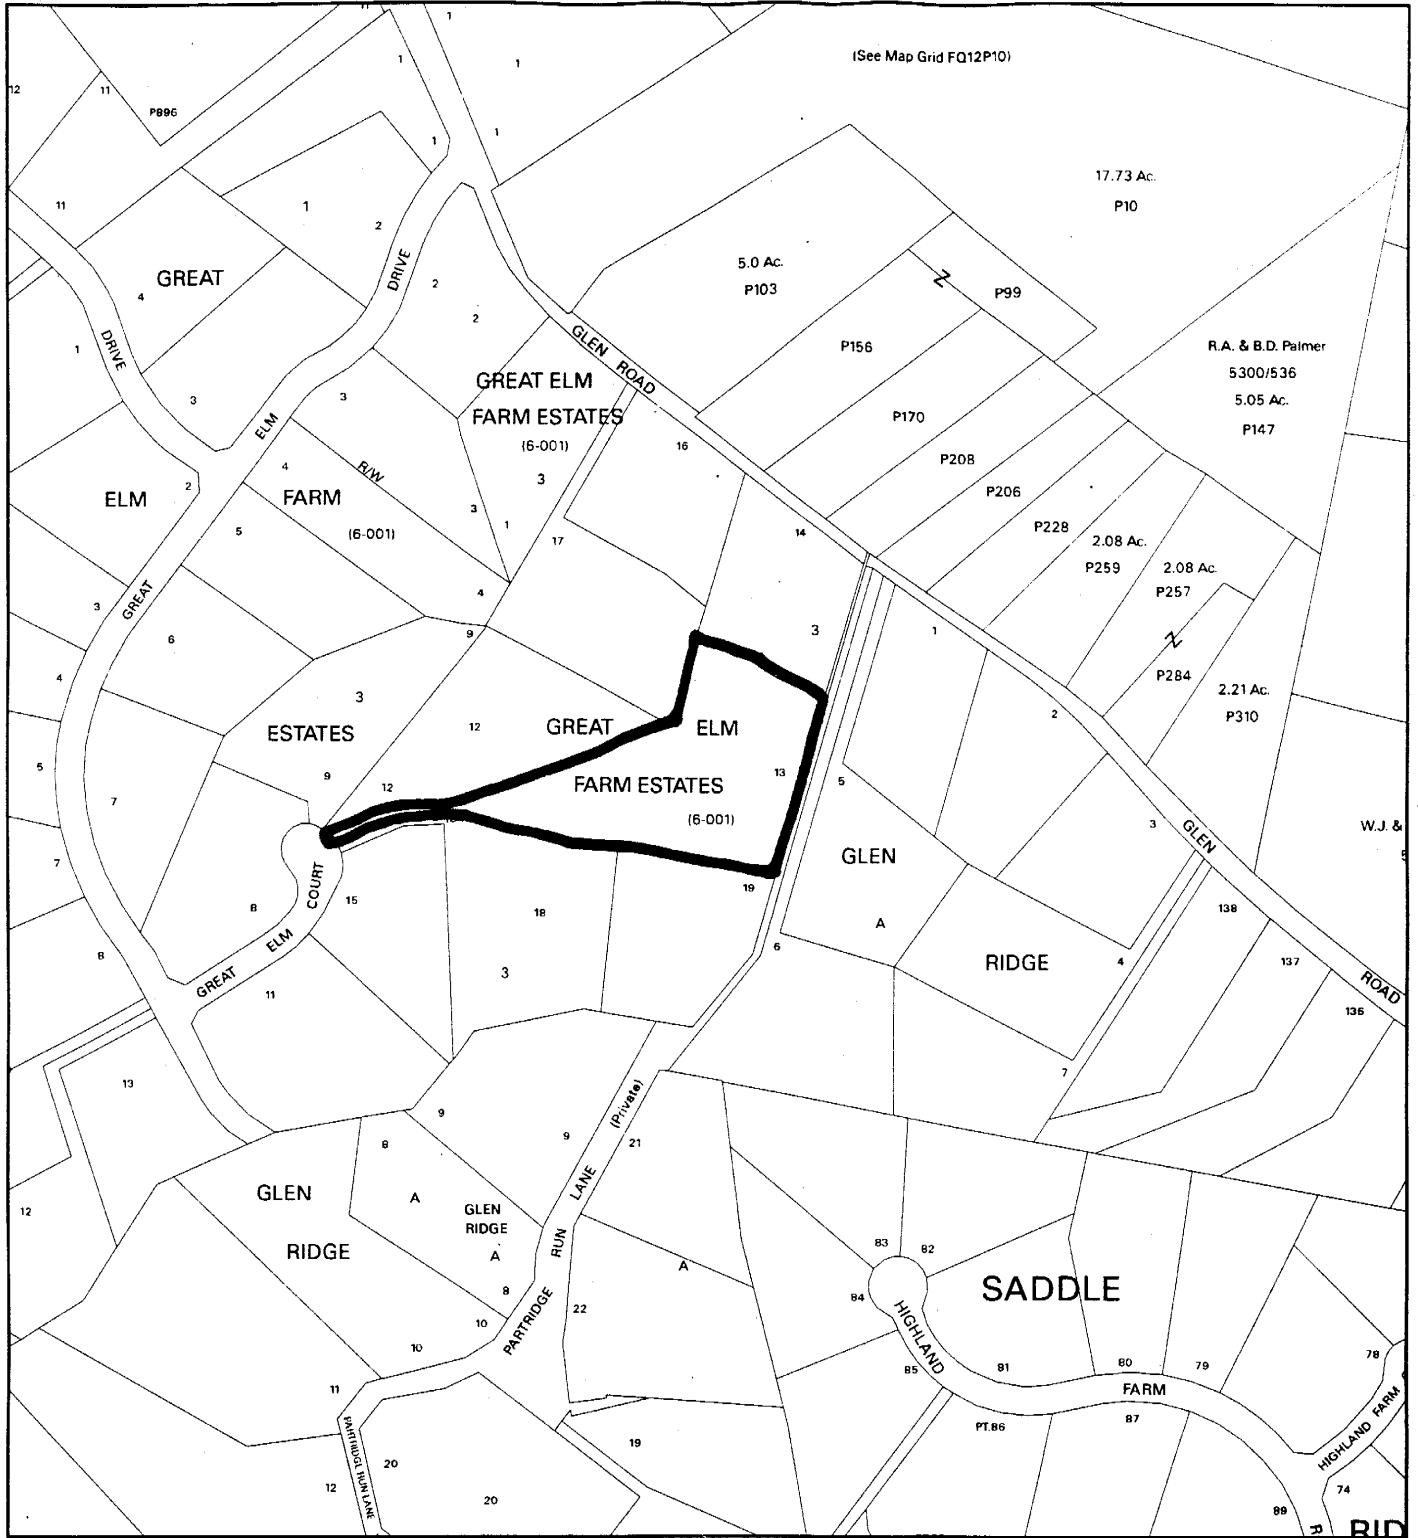 1
(See Map Grid FQ12P10)
1
1
12
11
P896
1
1
17.73 Ac.
P10
11
1
2
GREAT
4
DRIVE
2
5.0 Ac.
P103
Z
P99
2
1
DRIVE
GLEN ROAD
P156
R.A. & B.D. Palmer
5300/536
5.05 Ac.
P147
GREAT ELM
FARM ESTATES
(6-001)
3
3
ELM
P170
16
4
R/W
P208
3
ELM
2
FARM
(6-001)
3
1
P206
5
17
14
P228
2.08 Ac.
P259
2.08 Ac.
P257
4
3
GREAT
9
3
1
6
Z
P284
4
2.21 Ac.
P310
3
ESTATES
12
GREAT
ELM
2
5
9
12
FARM ESTATES
13
(6-001)
5
7
3
GLEN
W.J. &
GLEN
7
COURT
15
19
8
18
A
138
ELM
6
8
3
RIDGE
4
137
GREAT
11
ROAD
136
13
7
9
(Private)
8
9
21
GLEN
A
LANE
12
GLEN
RIDGE
A
RUN
83
82
RIDGE
A
8
SADDLE
84
PARTRIDGE
22
10
HIGHLAND
10
81
80
79
78
85
11
FARM
HIGHLAND FARM
PARTRIDGE RUN LANE
PT.86
87
19
20
12
20
74
89
R
RID